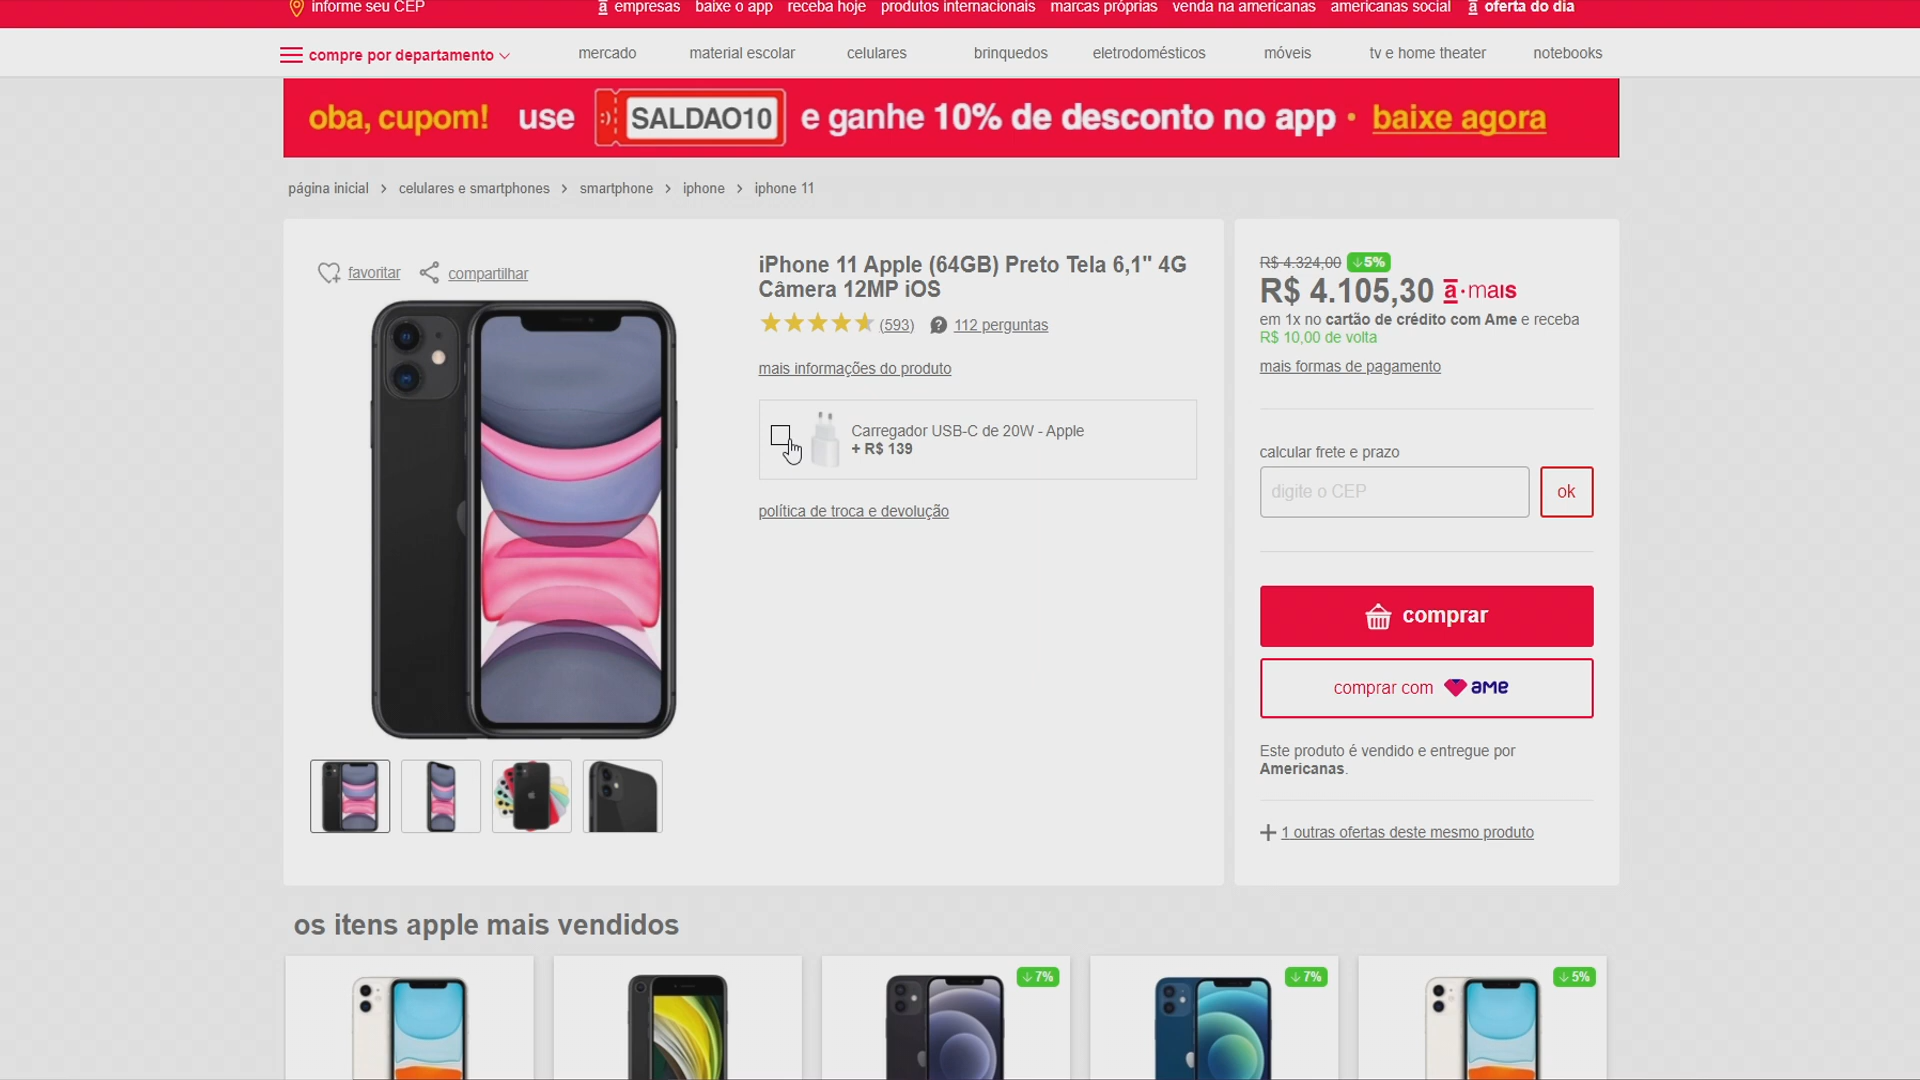 informe seu CEP
a empresas baixe o app receba hoje produtos internacionais marcas próprias venda na americanas americanas social a oferta do dia
compre por departamento mercado material escolar celulares brinquedos eletrodomésticos móveis tv e home theater notebooks
oba, cupom! use SALDAO10 e ganhe 10% de desconto no app • baixe agora
página inicial > celulares e smartphones > smartphone > iphone > iphone 11
favoritar compartilhar
iPhone 11 Apple (64GB) Preto Tela 6,1" 4G
Câmera 12MP iOS
(593) ? 112 perguntas
mais informações do produto
Carregador USB-C de 20W - Apple
+ R$ 139
política de troca e devolução
R$ 4.324,00 ↓5%
R$ 4.105,30 a•mais
em 1x no cartão de crédito com Ame e receba
R$ 10,00 de volta
mais formas de pagamento
calcular frete e prazo
digite o CEP ok
comprar
comprar com ame
Este produto é vendido e entregue por
Americanas.
+ 1 outras ofertas deste mesmo produto
os itens apple mais vendidos
↓7% ↓7% ↓5%